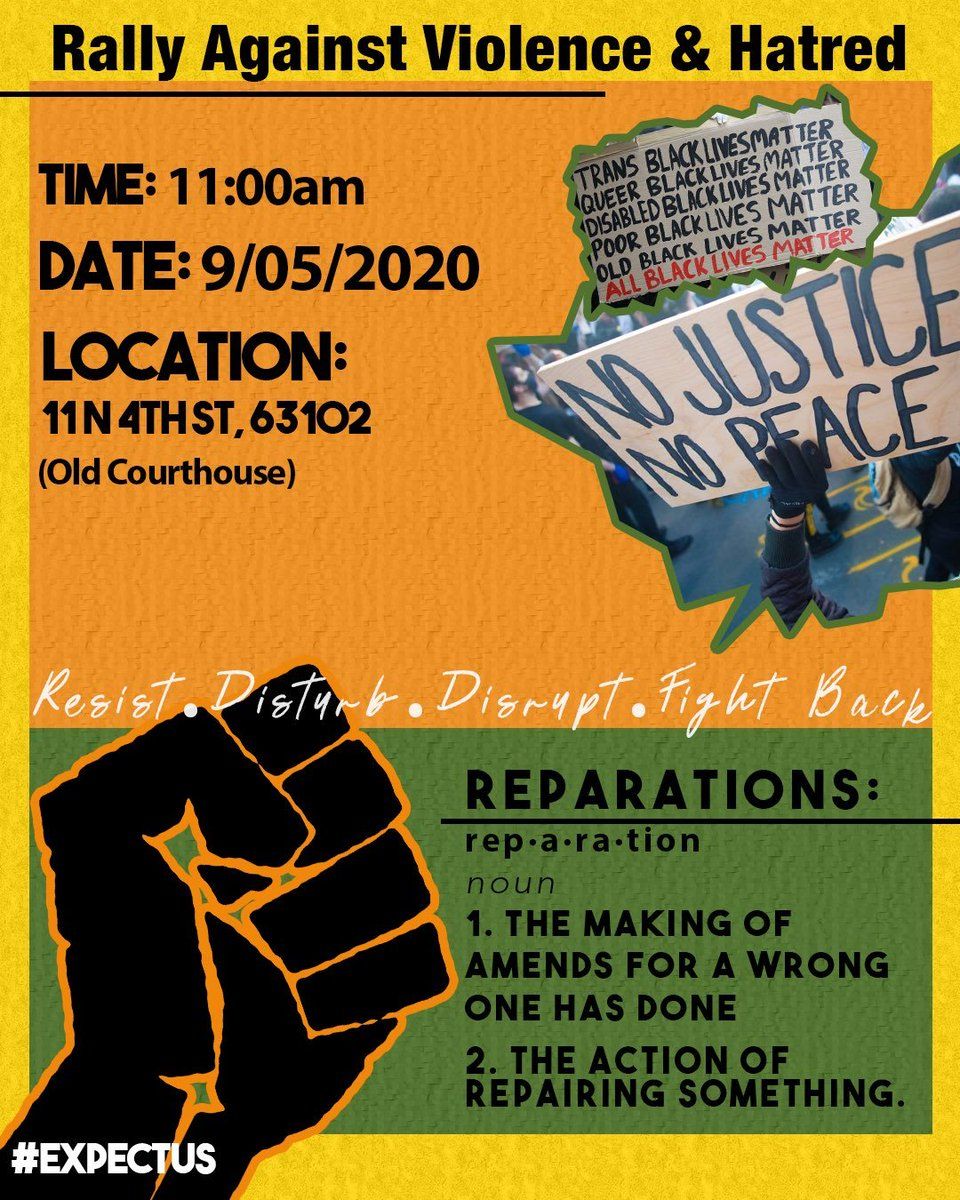 Rally Against Violence & Hatred
TIME: 11:00am
DATE: 9/05/2020
LOCATION:
11 N 4TH ST, 63102
(Old Courthouse)
TRANS BLACK LIVES MATTER
QUEER BLACK LIVES MATTER
DISABLED BLACK LIVES MATTER
POOR BLACK LIVES MATTER
OLD BLACK LIVES MATTER
ALL BLACK LIVES MATTER
NO JUSTICE
NO PEACE
Resist.Disturb.Disrupt.Fight Back
REPARATIONS:
rep·a·ra·tion
noun
1. THE MAKING OF
AMENDS FOR A WRONG
ONE HAS DONE
2. THE ACTION OF
REPAIRING SOMETHING.
#EXPECTUS